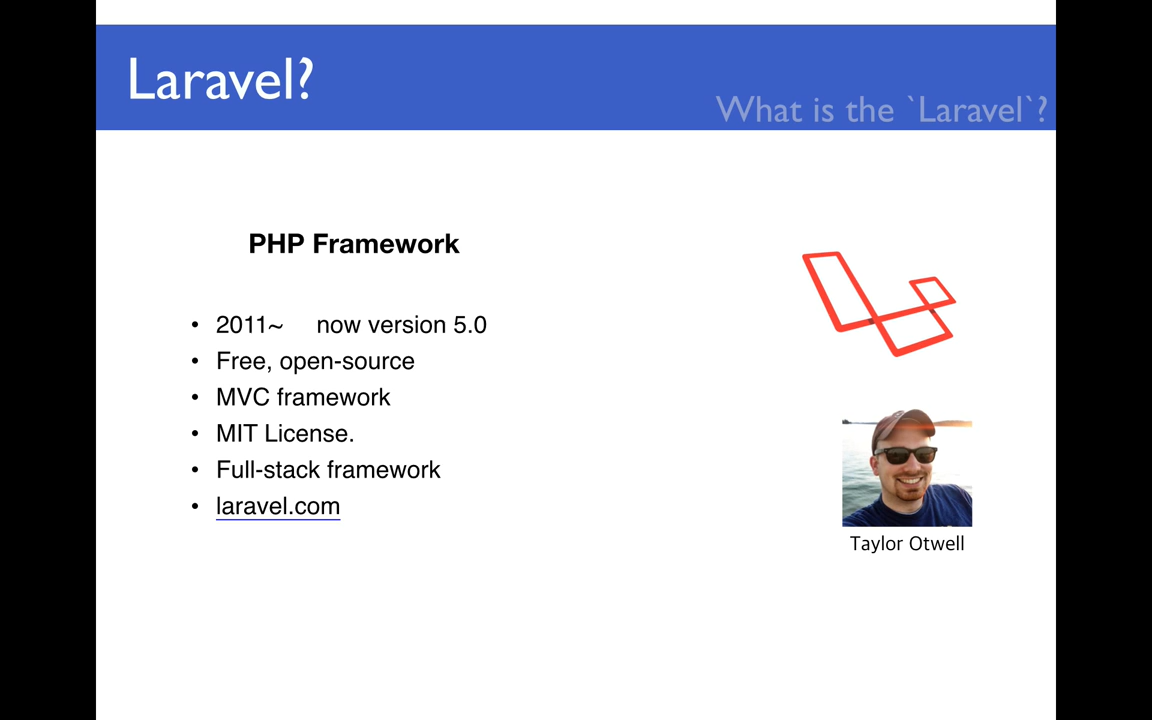 Laravel?
What is the `Laravel`?
PHP Framework
• 2011~ now version 5.0
• Free, open-source
• MVC framework
• MIT License.
• Full-stack framework
• laravel.com
Taylor Otwell